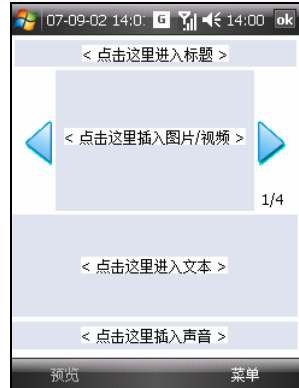 07-09-02 14:0: G 14:00 ok
< 点击这里进入标题 >
< 点击这里插入图片/视频 >
1/4
< 点击这里进入文本 >
< 点击这里插入声音 >
预览 菜单